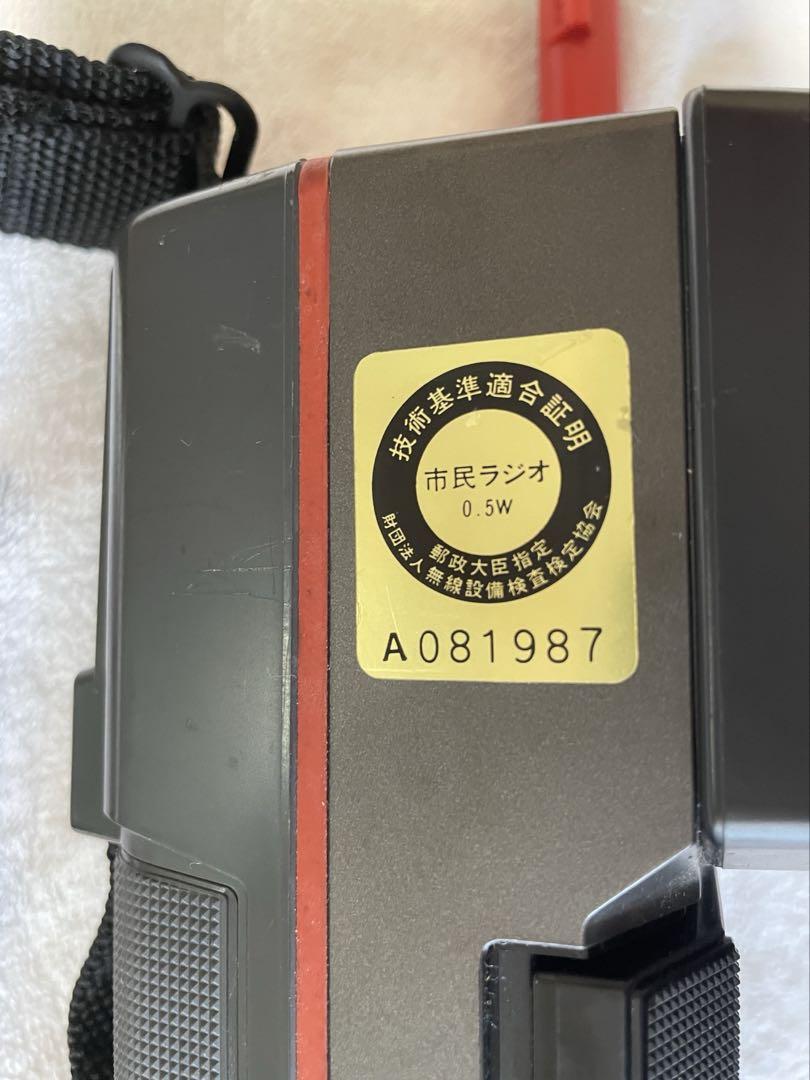 技術基準適合証明
市民ラジオ
0.5W
郵政大臣指定
財団法人無線設備検査検定協会
A081987